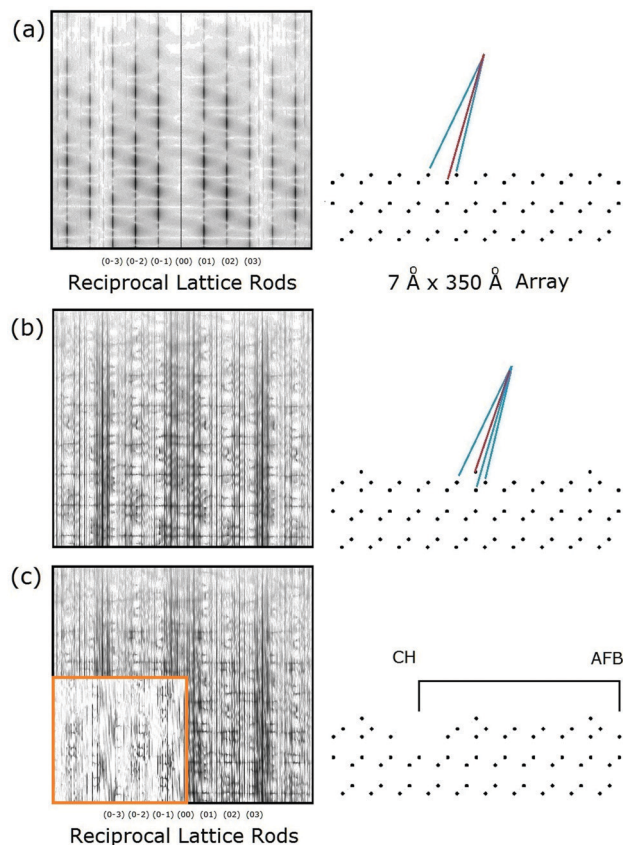 (a)
(0-3) (0-2) (0-1) (00) (01) (02) (03)
Reciprocal Lattice Rods
7 Å x 350 Å Array
(b)
(c)
CH AFB
(0-3) (0-2) (0-1) (00) (01) (02) (03)
Reciprocal Lattice Rods